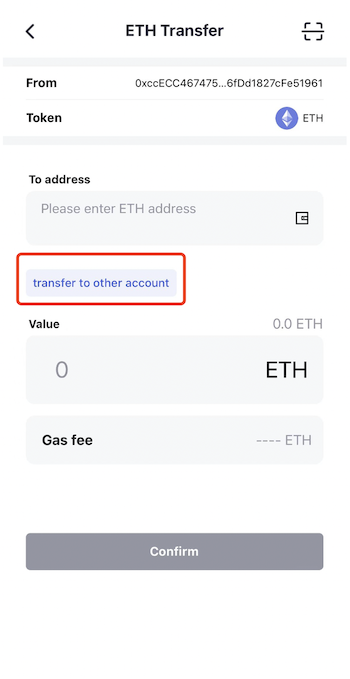 ETH Transfer
From 0xccECC467475...6fDd1827cFe51961
Token ETH
To address
Please enter ETH address
transfer to other account
Value 0.0 ETH
0 ETH
Gas fee ---- ETH
Confirm